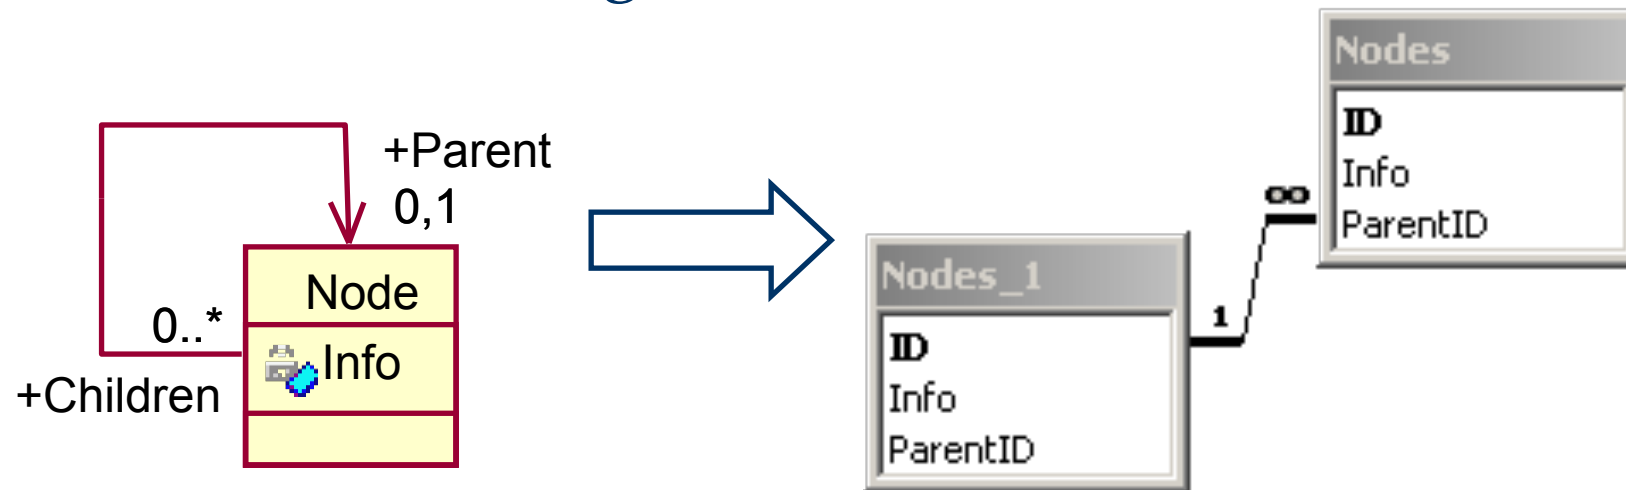 g
+Parent
0,1
Node
0..*
Info
+Children
Nodes_1
ID
Info
ParentID
1
∞
Nodes
ID
Info
ParentID